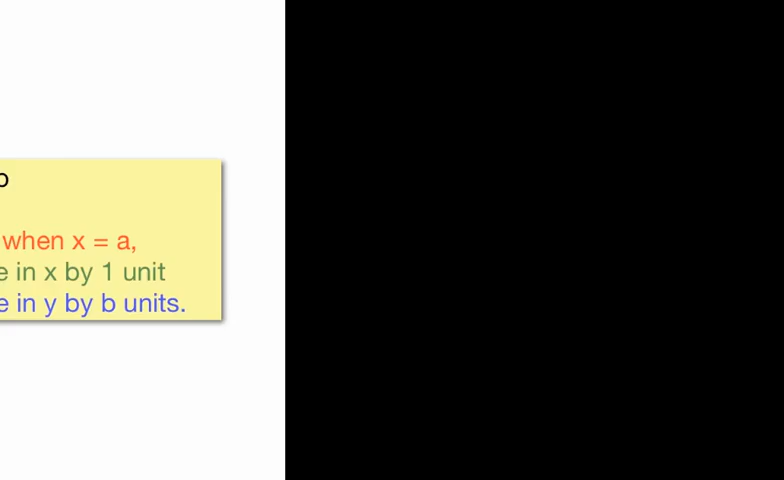 when x = a,
in x by 1 unit
in y by b units.